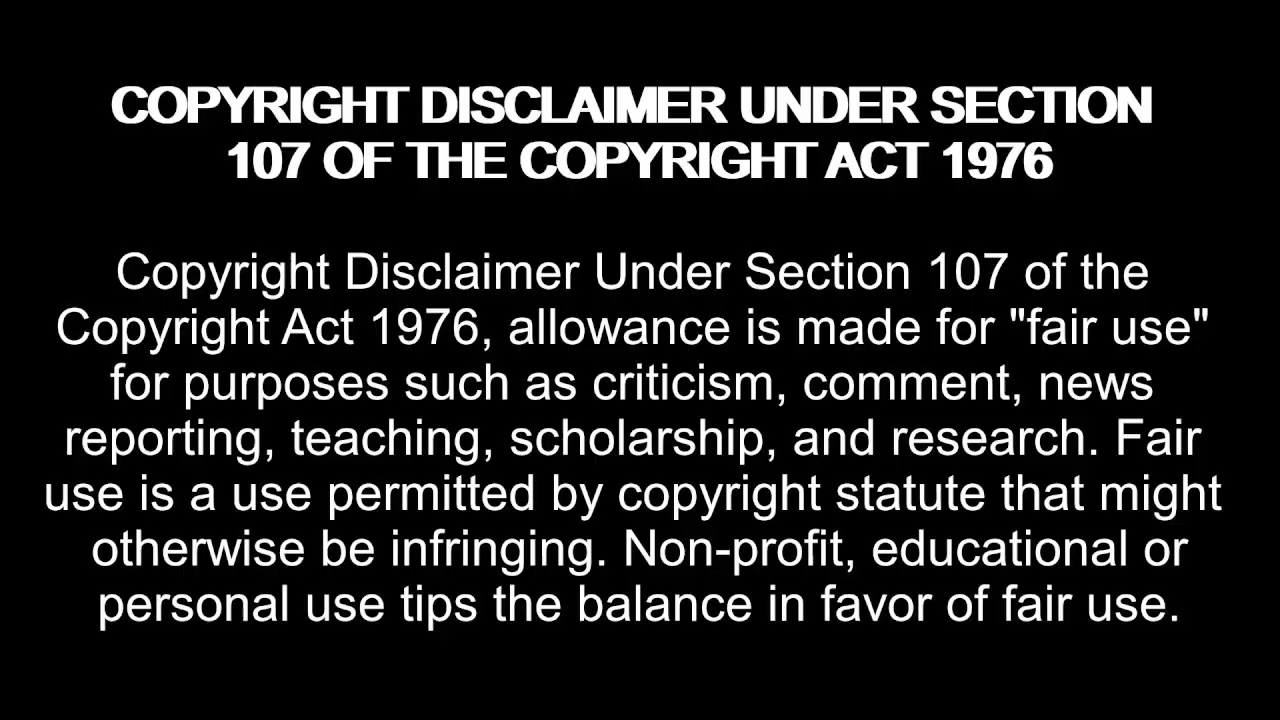 COPYRIGHT DISCLAIMER UNDER SECTION
107 OF THE COPYRIGHT ACT 1976
Copyright Disclaimer Under Section 107 of the
Copyright Act 1976, allowance is made for "fair use"
for purposes such as criticism, comment, news
reporting, teaching, scholarship, and research. Fair
use is a use permitted by copyright statute that might
otherwise be infringing. Non-profit, educational or
personal use tips the balance in favor of fair use.